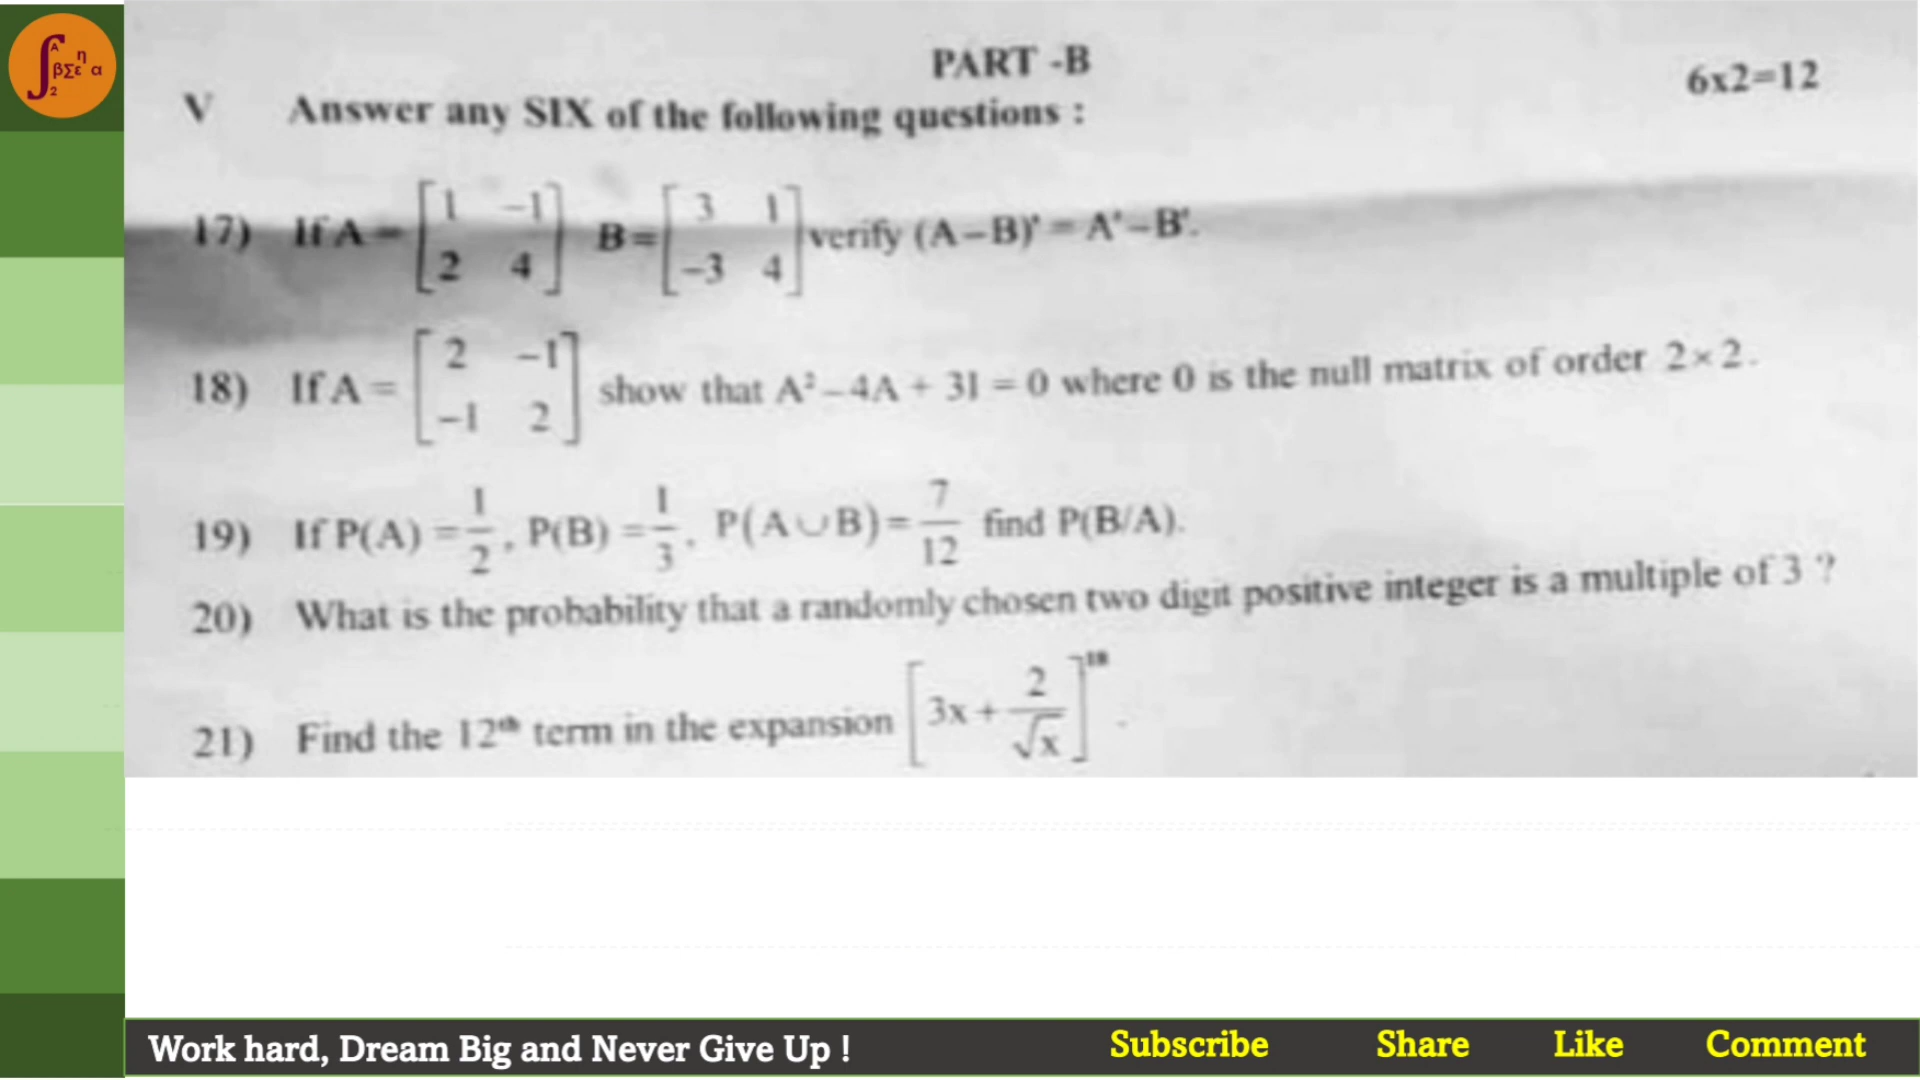 ∫ A 2 βΣε η α
PART -B
6x2=12
V Answer any SIX of the following questions :
17) If A = [1 −1; 2 4] B = [3 1; −3 4] verify (A−B)' = A'−B'.
18) If A = [2 −1; −1 2] show that A² − 4A + 3I = 0 where 0 is the null matrix of order 2×2.
19) If P(A) = 1/2, P(B) = 1/3, P(A∪B) = 7/12 find P(B/A).
20) What is the probability that a randomly chosen two digit positive integer is a multiple of 3 ?
21) Find the 12th term in the expansion [3x + 2/√x]^18.
Work hard, Dream Big and Never Give Up ! Subscribe Share Like Comment